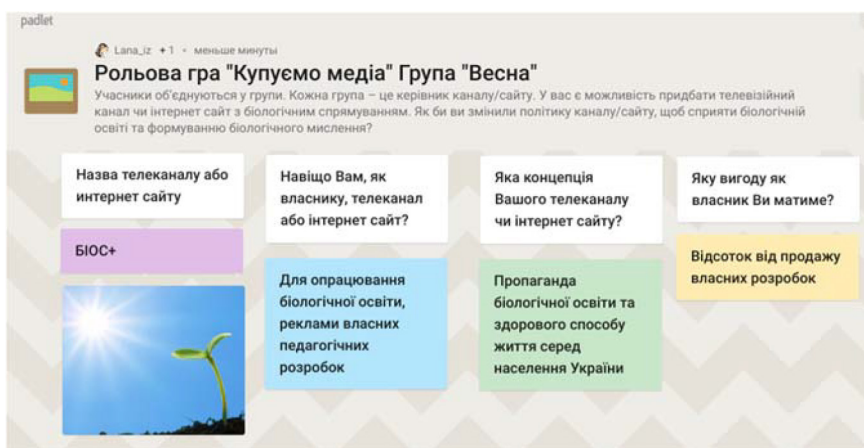 padlet
Lana_iz +1 • меньше минуты
Рольова гра "Купуємо медіа" Група "Весна"
Учасники об'єднуються у групи. Кожна група – це керівник каналу/сайту. У вас є можливість придбати телевізійний
канал чи інтернет сайт з біологічним спрямуванням. Як би ви змінили політику каналу/сайту, щоб сприяти біологічній
освіті та формуванню біологічного мислення?
Назва телеканалу або
интернет сайту
БІОС+
Навіщо Вам, як
власнику, телеканал
або інтернет сайт?
Для опрацювання
біологічної освіти,
реклами власних
педагогічних
розробок
Яка концепція
Вашого телеканалу
чи інтернет сайту?
Пропаганда
біологічної освіти та
здорового способу
життя серед
населення України
Яку вигоду як
власник Ви матиме?
Відсоток від продажу
власних розробок